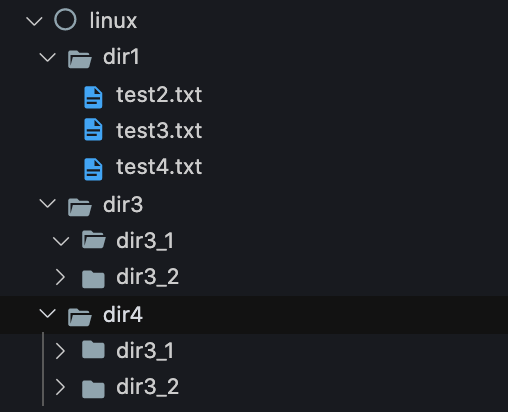 linux
dir1
test2.txt
test3.txt
test4.txt
dir3
dir3_1
dir3_2
dir4
dir3_1
dir3_2